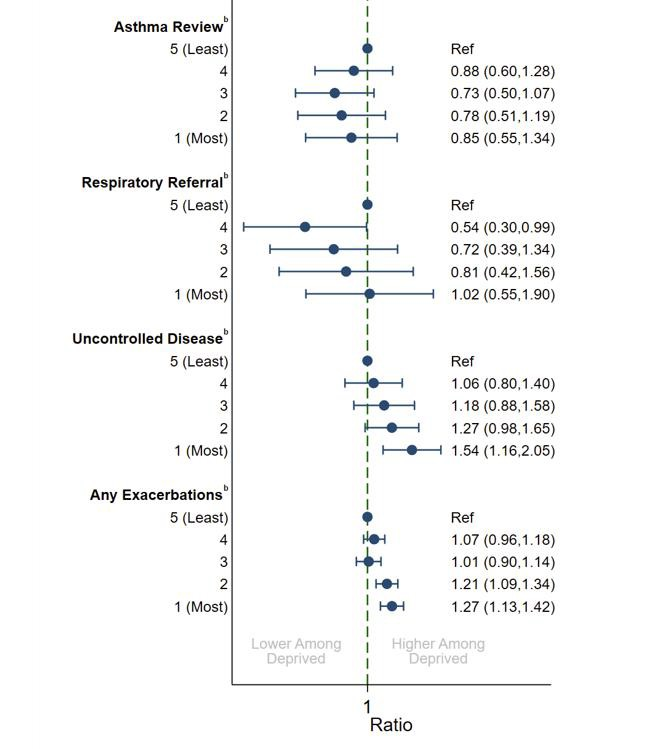 Asthma Reviewᵇ
5 (Least) Ref
4 0.88 (0.60,1.28)
3 0.73 (0.50,1.07)
2 0.78 (0.51,1.19)
1 (Most) 0.85 (0.55,1.34)
Respiratory Referralᵇ
5 (Least) Ref
4 0.54 (0.30,0.99)
3 0.72 (0.39,1.34)
2 0.81 (0.42,1.56)
1 (Most) 1.02 (0.55,1.90)
Uncontrolled Diseaseᵇ
5 (Least) Ref
4 1.06 (0.80,1.40)
3 1.18 (0.88,1.58)
2 1.27 (0.98,1.65)
1 (Most) 1.54 (1.16,2.05)
Any Exacerbationsᵇ
5 (Least) Ref
4 1.07 (0.96,1.18)
3 1.01 (0.90,1.14)
2 1.21 (1.09,1.34)
1 (Most) 1.27 (1.13,1.42)
Lower Among Higher Among
Deprived Deprived
1
Ratio